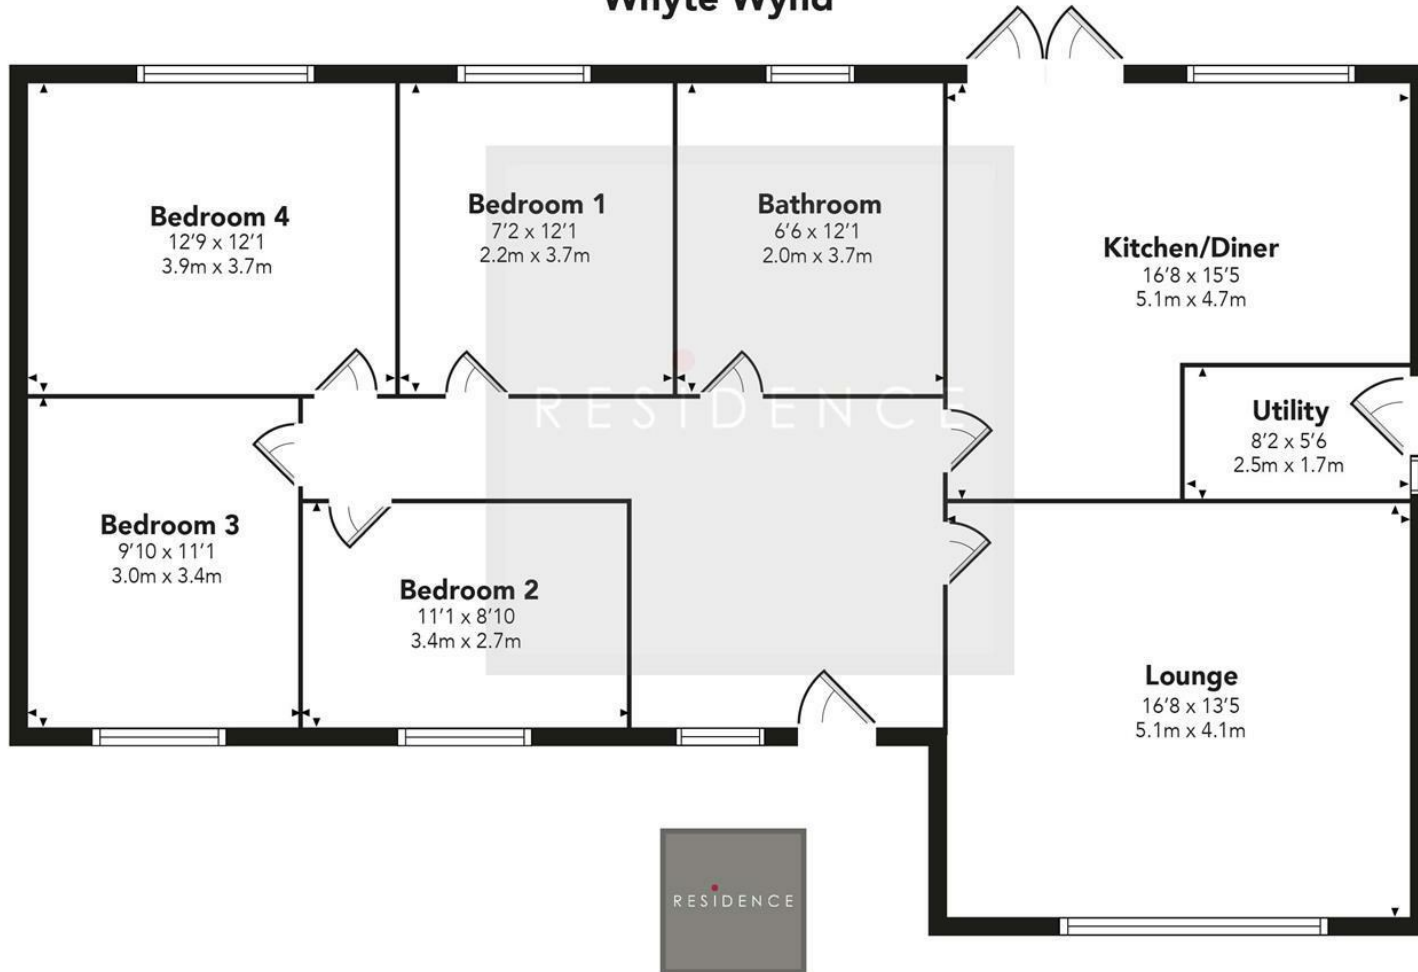 Whyte Wynd
Bedroom 4
12'9 x 12'1
3.9m x 3.7m
Bedroom 1
7'2 x 12'1
2.2m x 3.7m
Bathroom
6'6 x 12'1
2.0m x 3.7m
Kitchen/Diner
16'8 x 15'5
5.1m x 4.7m
RESIDENCE
Utility
8'2 x 5'6
2.5m x 1.7m
Bedroom 3
9'10 x 11'1
3.0m x 3.4m
Bedroom 2
11'1 x 8'10
3.4m x 2.7m
Lounge
16'8 x 13'5
5.1m x 4.1m
RESIDENCE